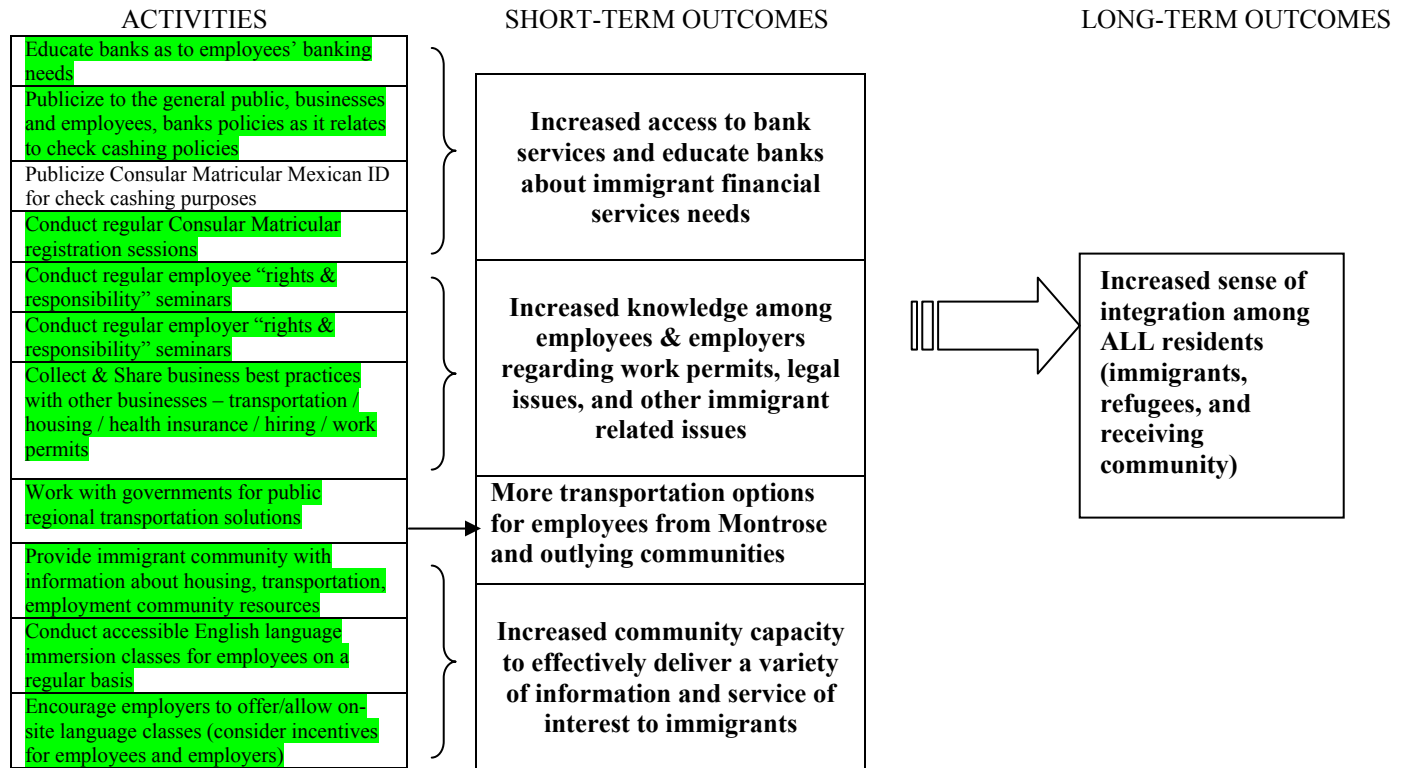 ACTIVITIES
Educate banks as to employees’ banking
needs
Publicize to the general public, businesses
and employees, banks policies as it relates
to check cashing policies
Publicize Consular Matricular Mexican ID
for check cashing purposes
Conduct regular Consular Matricular
registration sessions
Conduct regular employee “rights &
responsibility” seminars
Conduct regular employer “rights &
responsibility” seminars
Collect & Share business best practices
with other businesses – transportation /
housing / health insurance / hiring / work
permits
Work with governments for public
regional transportation solutions
Provide immigrant community with
information about housing, transportation,
employment community resources
Conduct accessible English language
immersion classes for employees on a
regular basis
Encourage employers to offer/allow on-
site language classes (consider incentives
for employees and employers)
SHORT-TERM OUTCOMES
Increased access to bank
services and educate banks
about immigrant financial
services needs
Increased knowledge among
employees & employers
regarding work permits, legal
issues, and other immigrant
related issues
More transportation options
for employees from Montrose
and outlying communities
Increased community capacity
to effectively deliver a variety
of information and service of
interest to immigrants
LONG-TERM OUTCOMES
Increased sense of
integration among
ALL residents
(immigrants,
refugees, and
receiving
community)